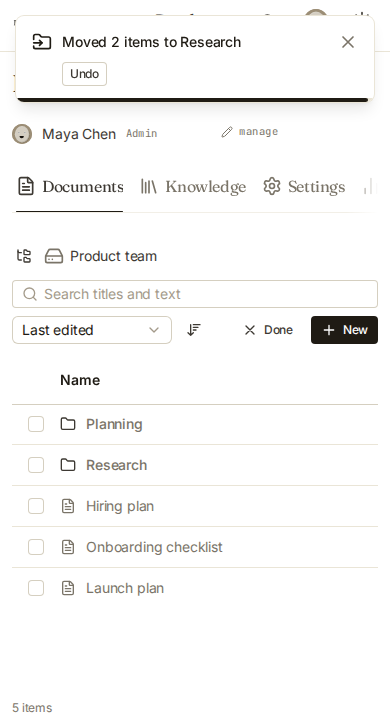 Moved 2 items to Research
Undo
Maya Chen Admin manage
Documents Knowledge Settings
Product team
Search titles and text
Last edited Done New
Name
Planning
Research
Hiring plan
Onboarding checklist
Launch plan
5 items